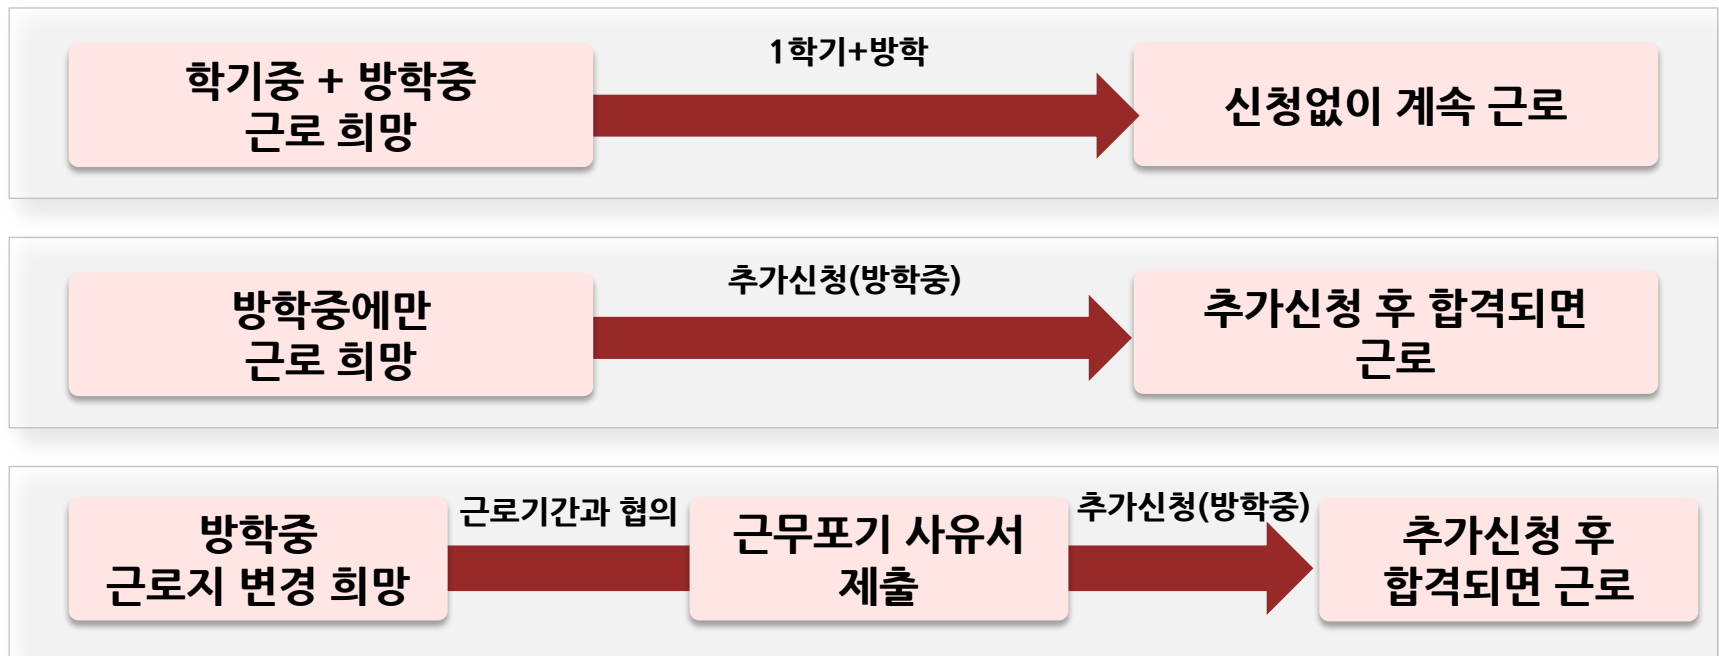 학기중 + 방학중
근로 희망
1학기+방학
신청없이 계속 근로
방학중에만
근로 희망
추가신청(방학중)
추가신청 후 합격되면
근로
방학중
근로지 변경 희망
근로기간과 협의
근무포기 사유서
제출
추가신청(방학중)
추가신청 후
합격되면 근로